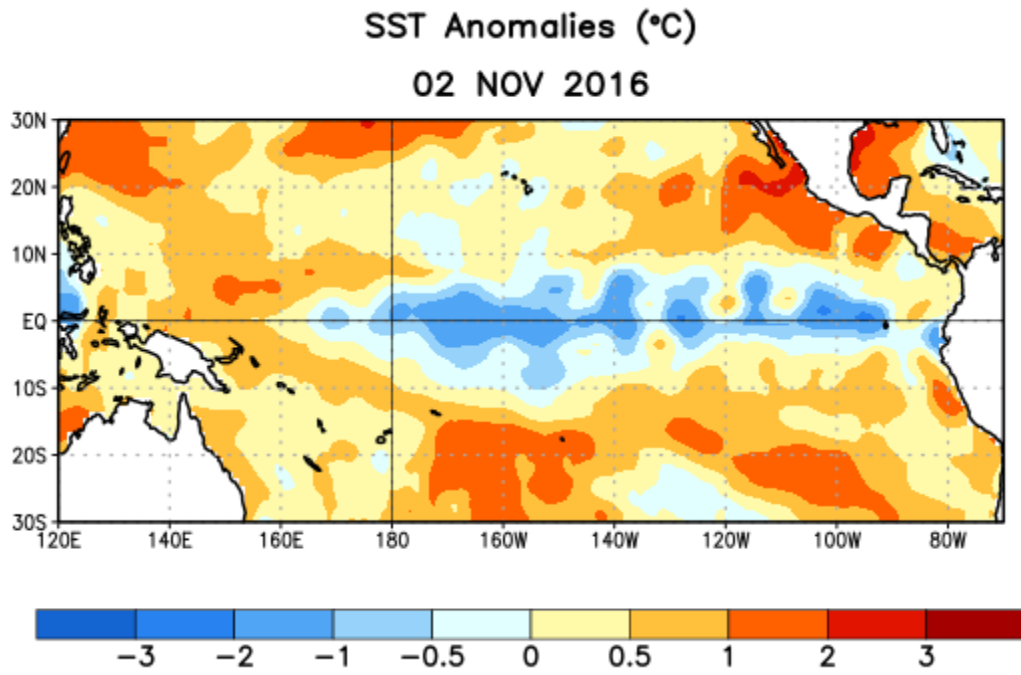 SST Anomalies (°C)
02 NOV 2016
30N
20N
10N
EQ
10S
20S
30S
120E 140E 160E 180 160W 140W 120W 100W 80W
−3 −2 −1 −0.5 0 0.5 1 2 3